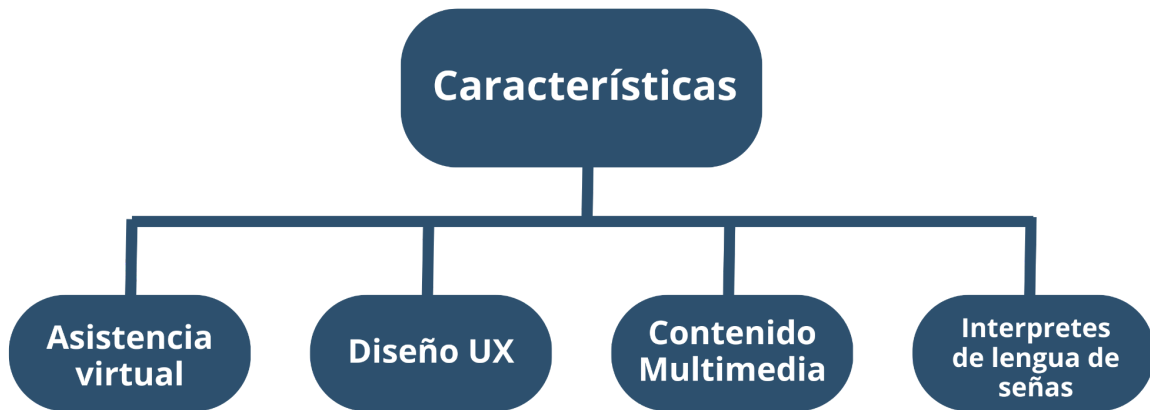 Características
Asistencia
virtual
Diseño UX
Contenido
Multimedia
Interpretes
de lengua de
señas